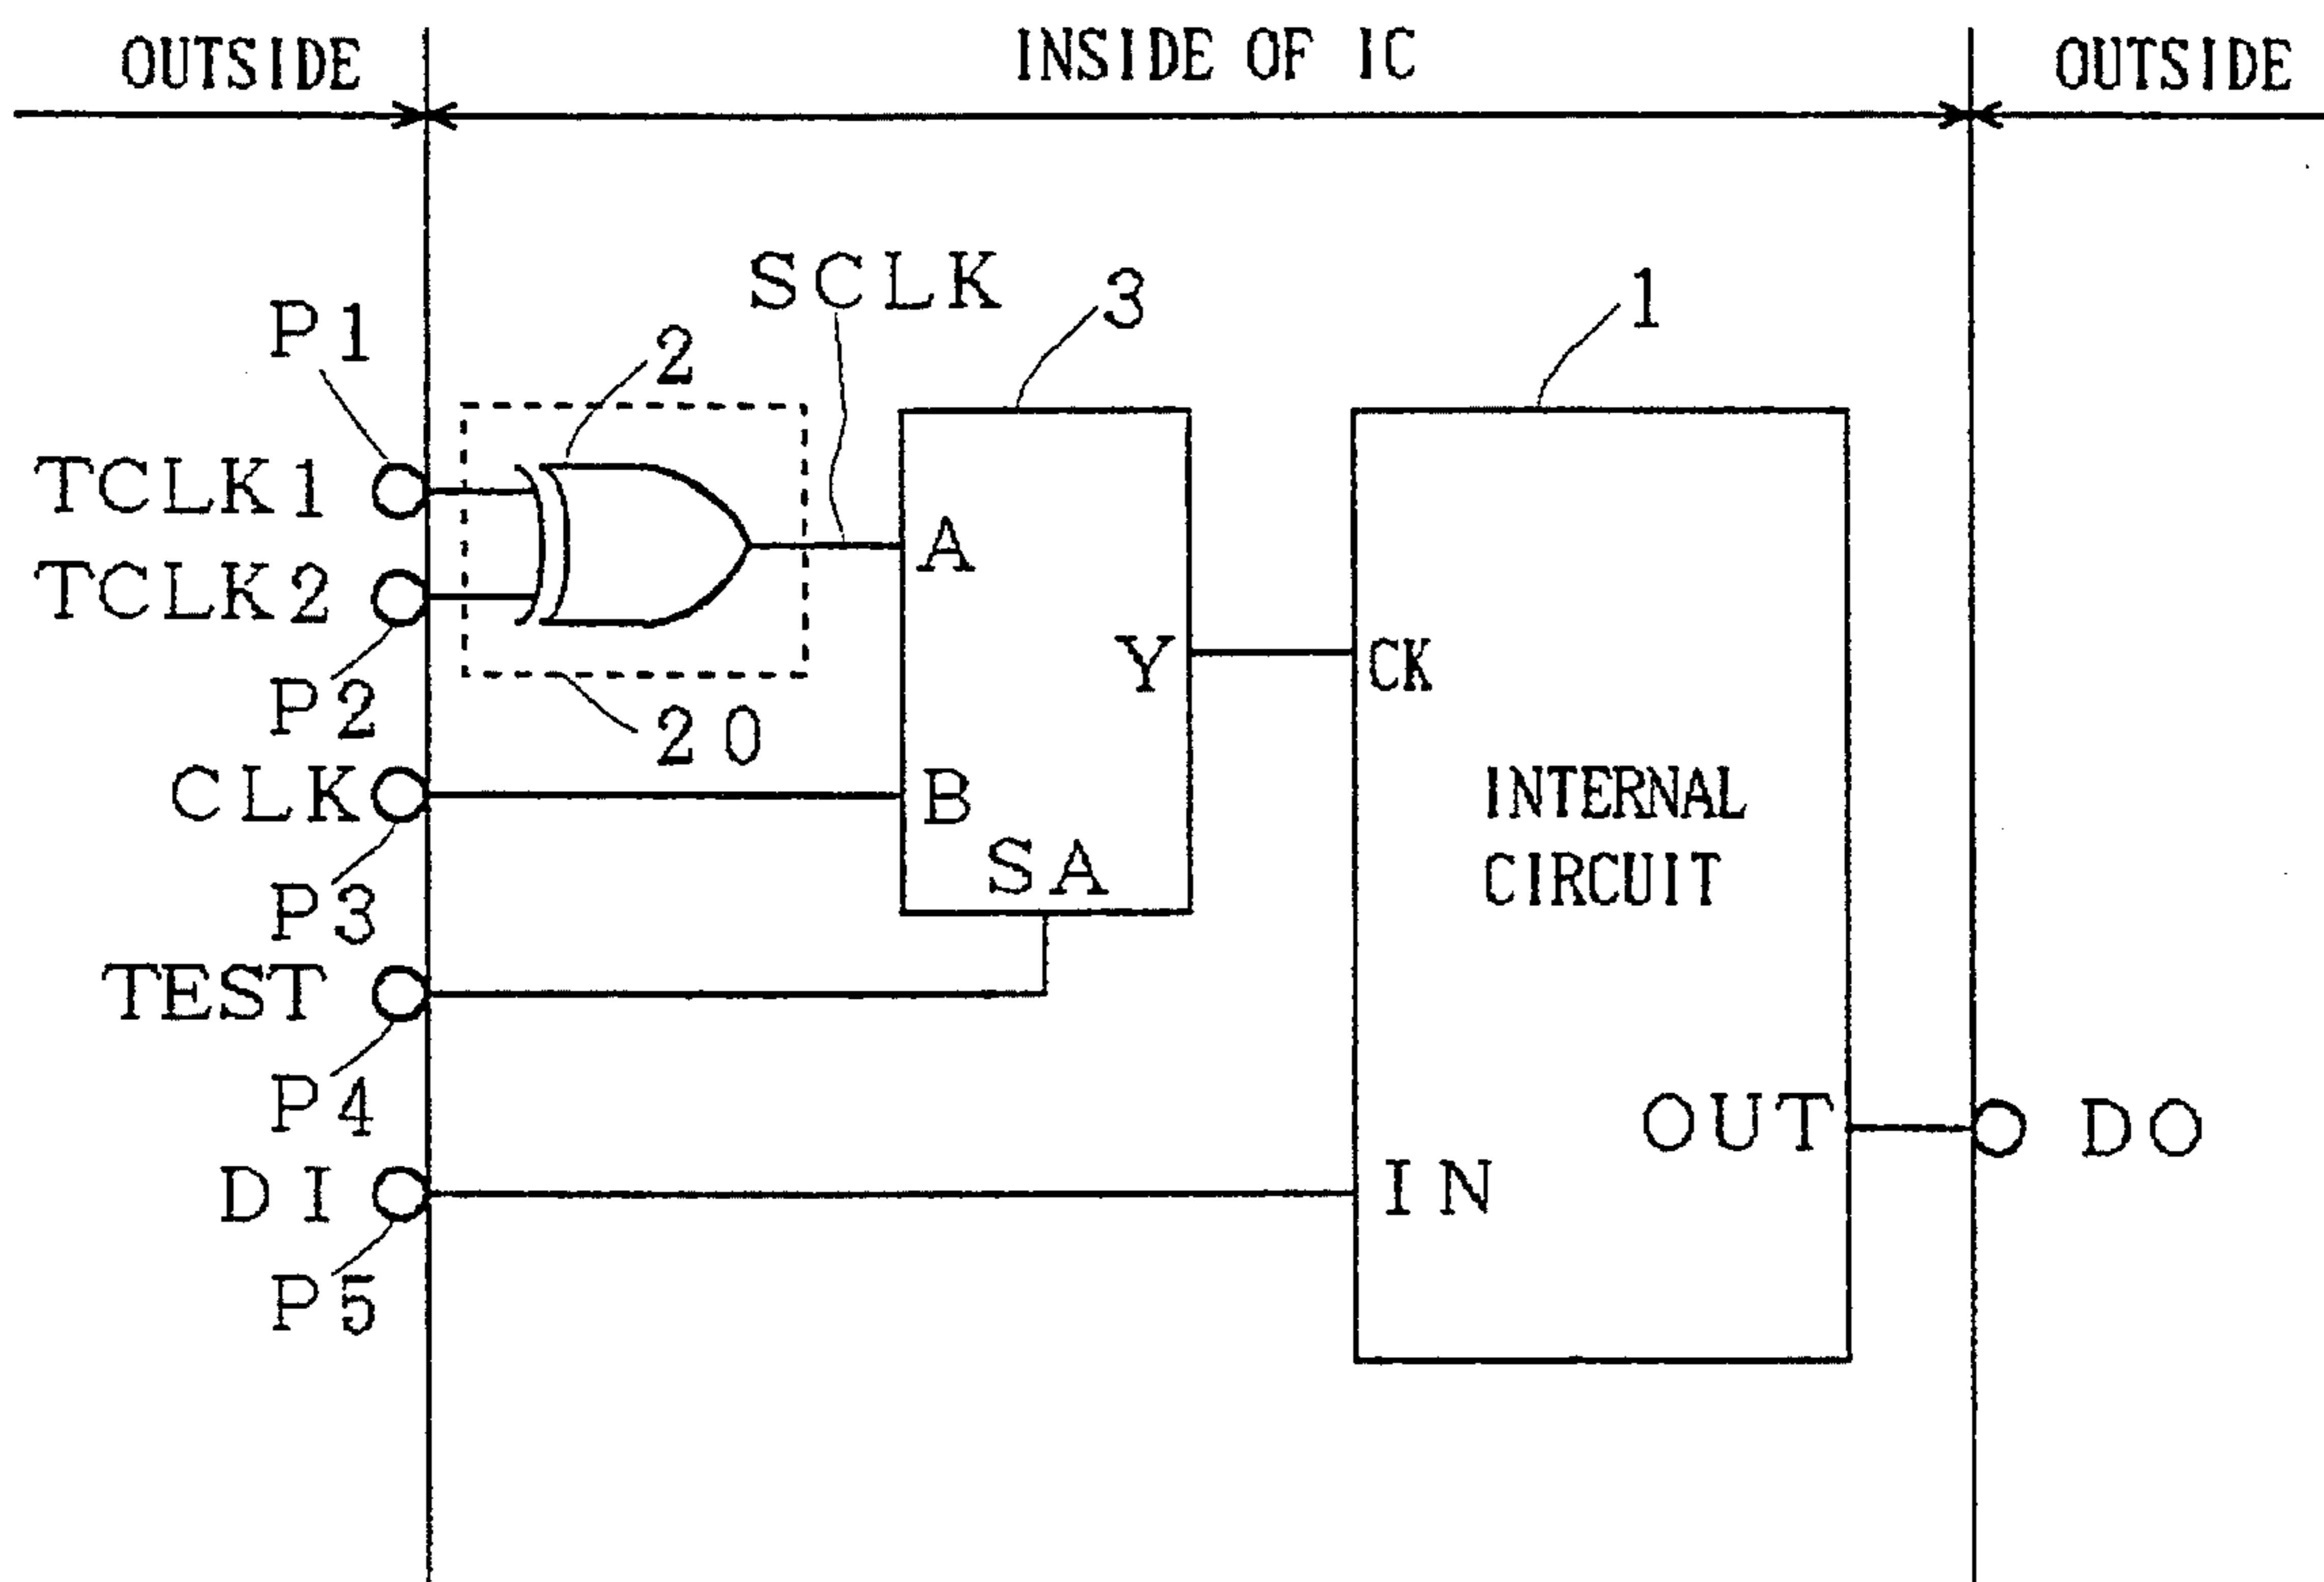 OUTSIDE
INSIDE OF IC
OUTSIDE
SCLK
3
1
P1
2
TCLK1
A
TCLK2
Y
CK
P2
20
CLK
B
INTERNAL
CIRCUIT
SA
P3
TEST
P4
OUT
DO
DI
IN
P5